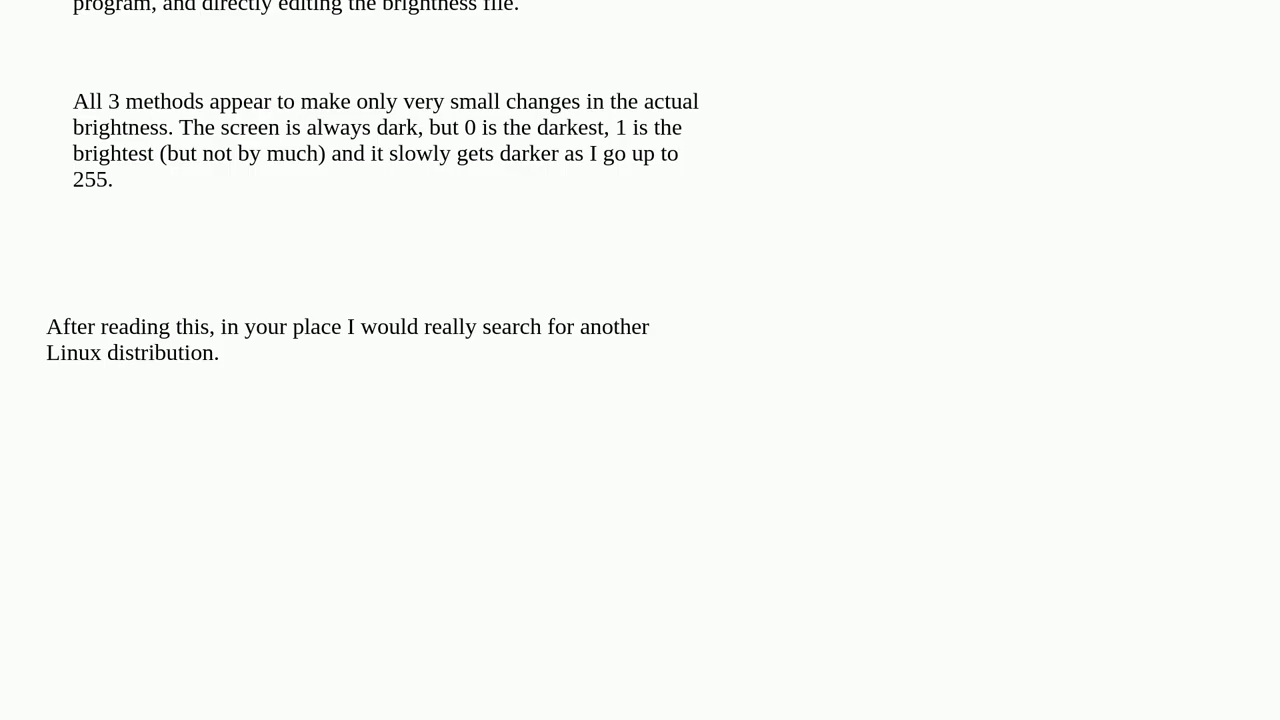 program, and directly editing the brightness file.
All 3 methods appear to make only very small changes in the actual
brightness. The screen is always dark, but 0 is the darkest, 1 is the
brightest (but not by much) and it slowly gets darker as I go up to
255.
After reading this, in your place I would really search for another
Linux distribution.